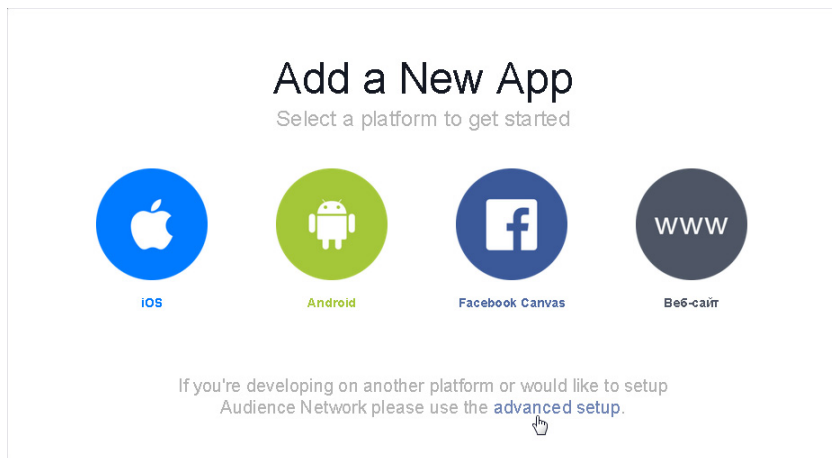 Add a New App
Select a platform to get started
www
iOS
Android
Facebook Canvas
Веб-сайт
If you're developing on another platform or would like to setup
Audience Network please use the advanced setup.